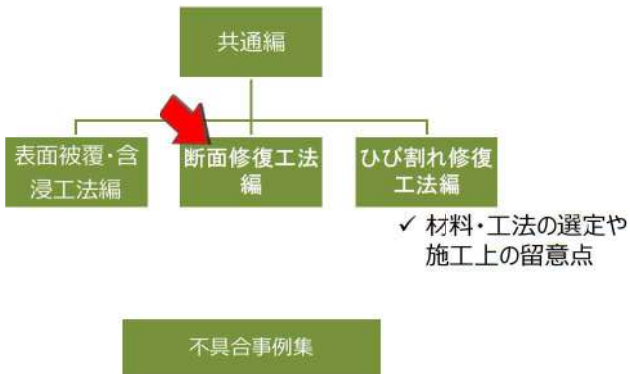 共通編
表面被覆・含
浸工法編
断面修復工法
編
ひび割れ修復
工法編
✓ 材料・工法の選定や
施工上の留意点
不具合事例集